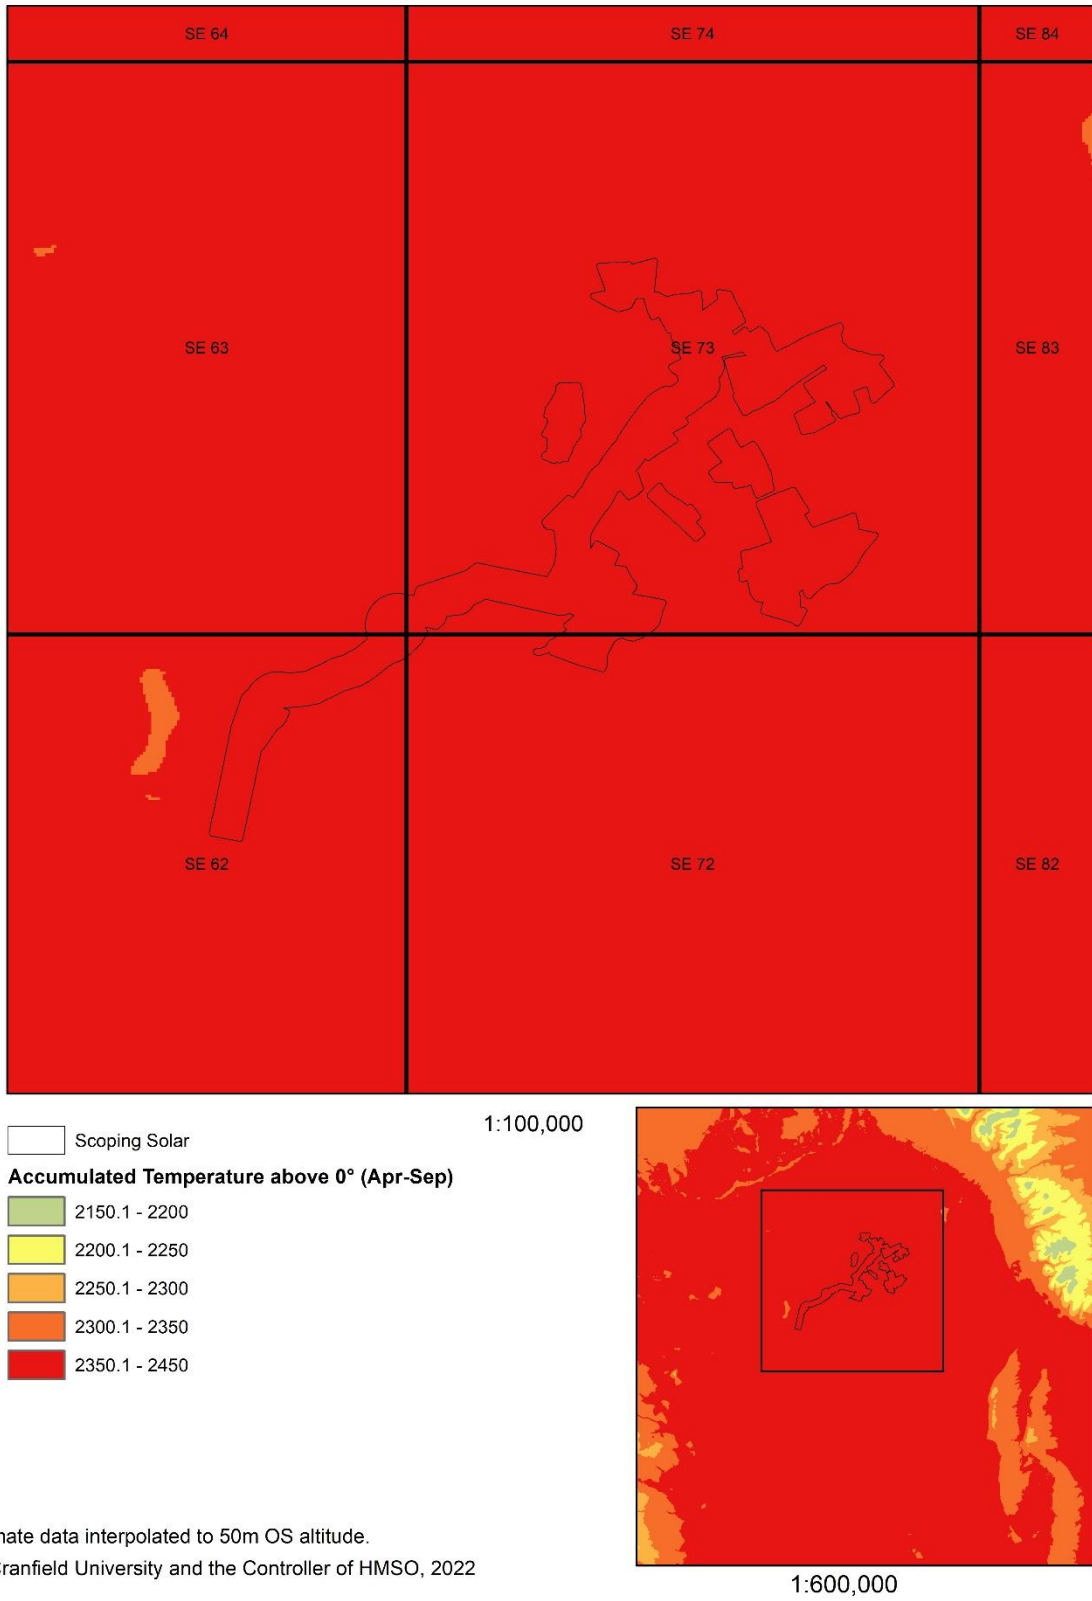 SE 64
SE 74
SE 84
SE 63
SE 73
SE 83
SE 62
SE 72
SE 82
1:100,000
Scoping Solar
Accumulated Temperature above 0° (Apr-Sep)
2150.1 - 2200
2200.1 - 2250
2250.1 - 2300
2300.1 - 2350
2350.1 - 2450
nate data interpolated to 50m OS altitude.
Cranfield University and the Controller of HMSO, 2022
1:600,000